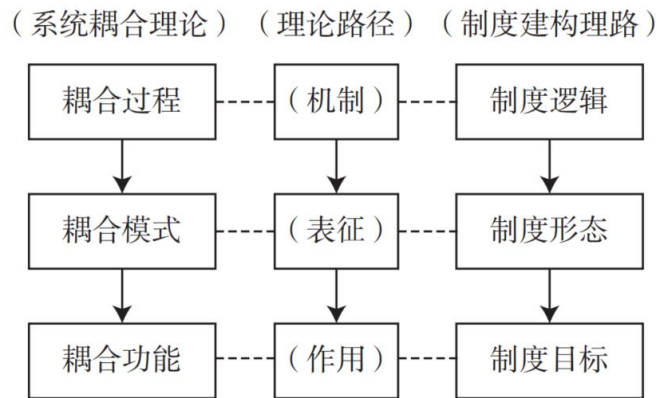 （系统耦合理论）（理论路径）（制度建构理路）
耦合过程 （机制） 制度逻辑
耦合模式 （表征） 制度形态
耦合功能 （作用） 制度目标